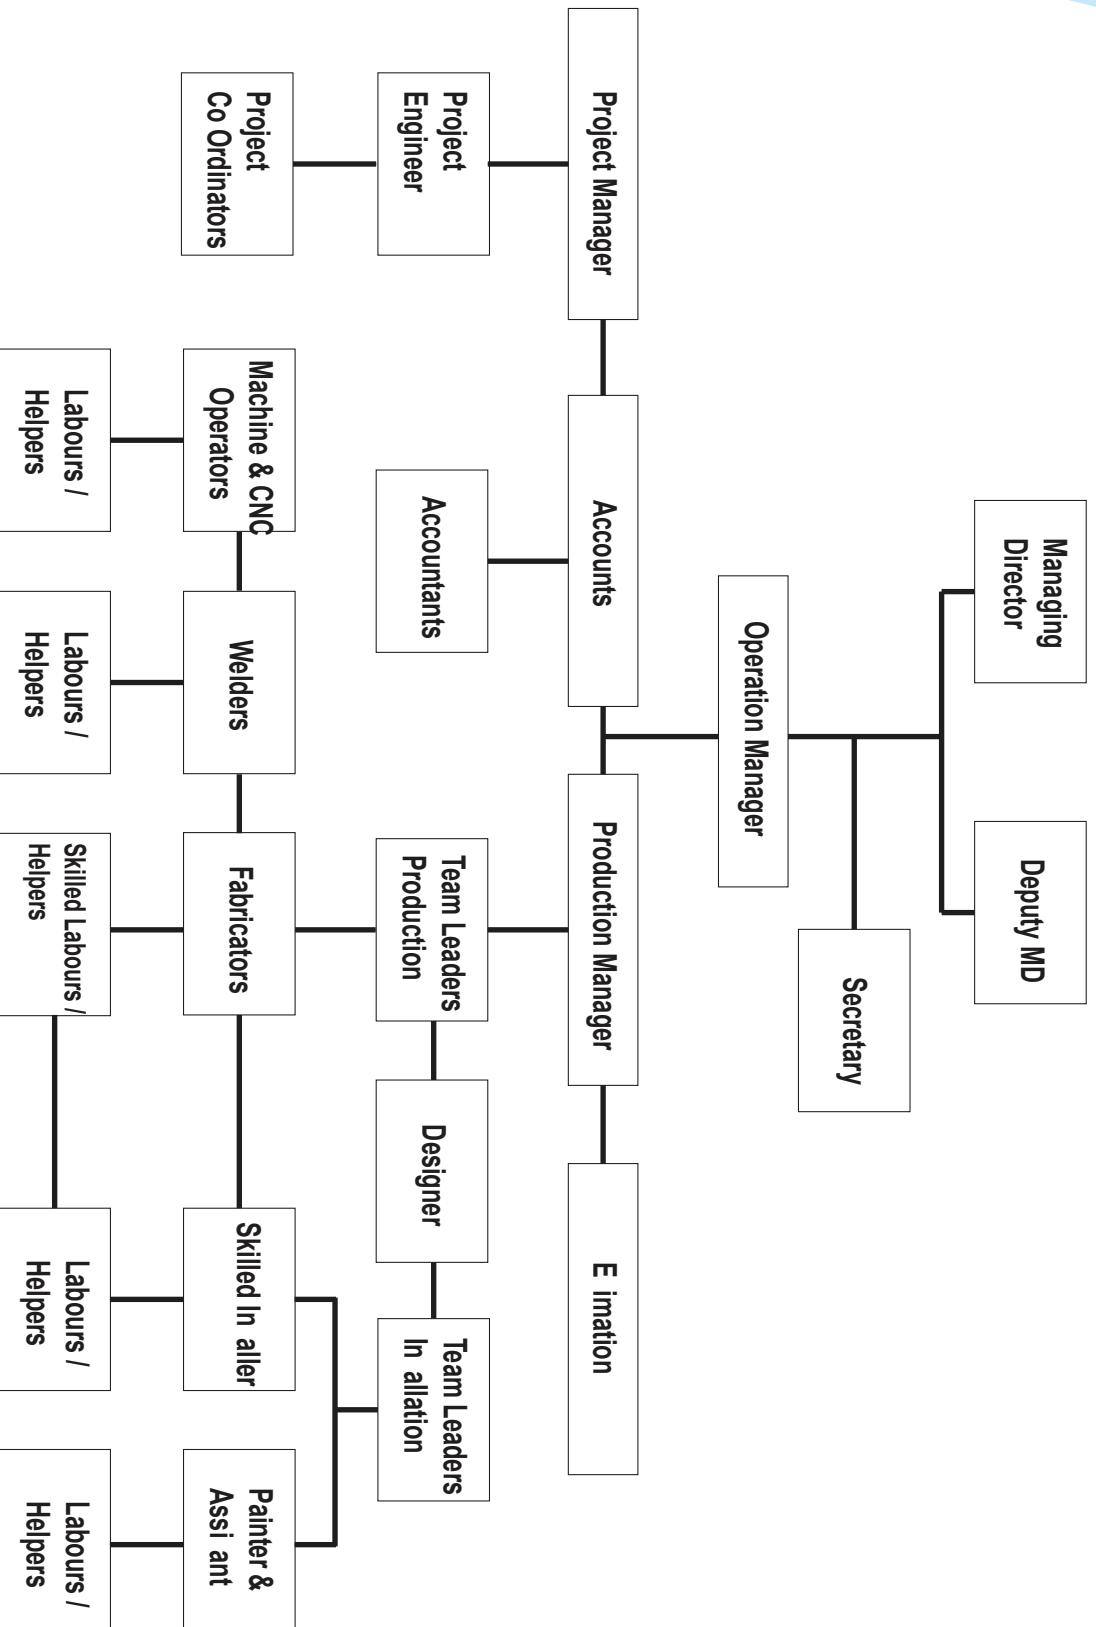 Managing
Director
Deputy MD
Secretary
Operation Manager
Project Manager
Accounts
Production Manager
E imation
Project
Engineer
Accountants
Team Leaders
Production
Designer
Team Leaders
In allation
Project
Co Ordinators
Machine & CNC
Operators
Welders
Fabricators
Skilled In aller
Painter &
Assi ant
Labours /
Helpers
Labours /
Helpers
Skilled Labours /
Helpers
Labours /
Helpers
Labours /
Helpers